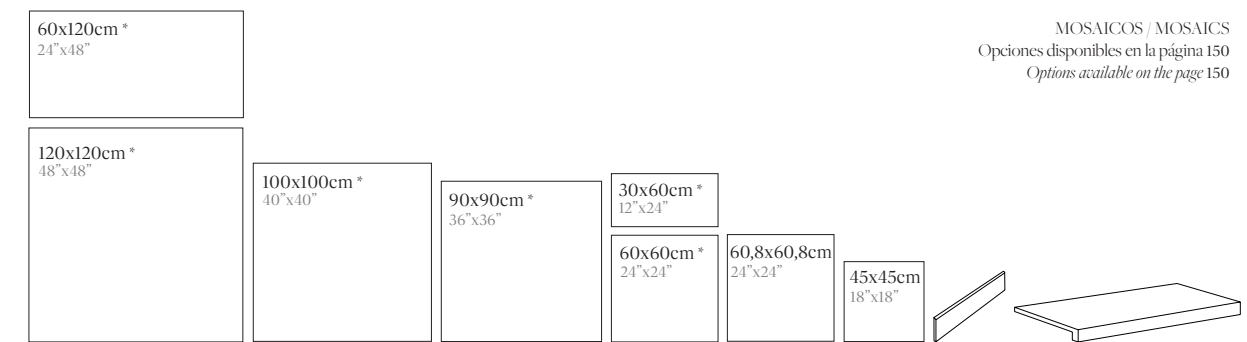 60x120cm *
24”x48”
MOSAICOS / MOSAICS
Opciones disponibles en la página 150
Options available on the page 150
120x120cm *
48”x48”
100x100cm *
40”x40”
90x90cm *
36”x36”
30x60cm *
12”x24”
60x60cm *
24”x24”
60,8x60,8cm
24”x24”
45x45cm
18”x18”